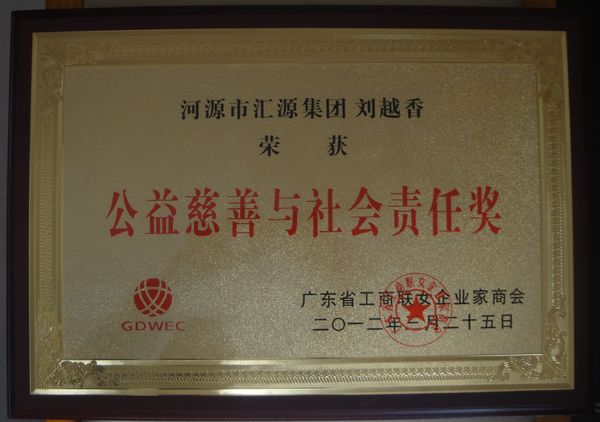 河源市汇源集团 刘越香
荣 获
公益慈善与社会责任奖
GDWEC
广东省工商联女企业家商会
二〇一二年三月二十五日